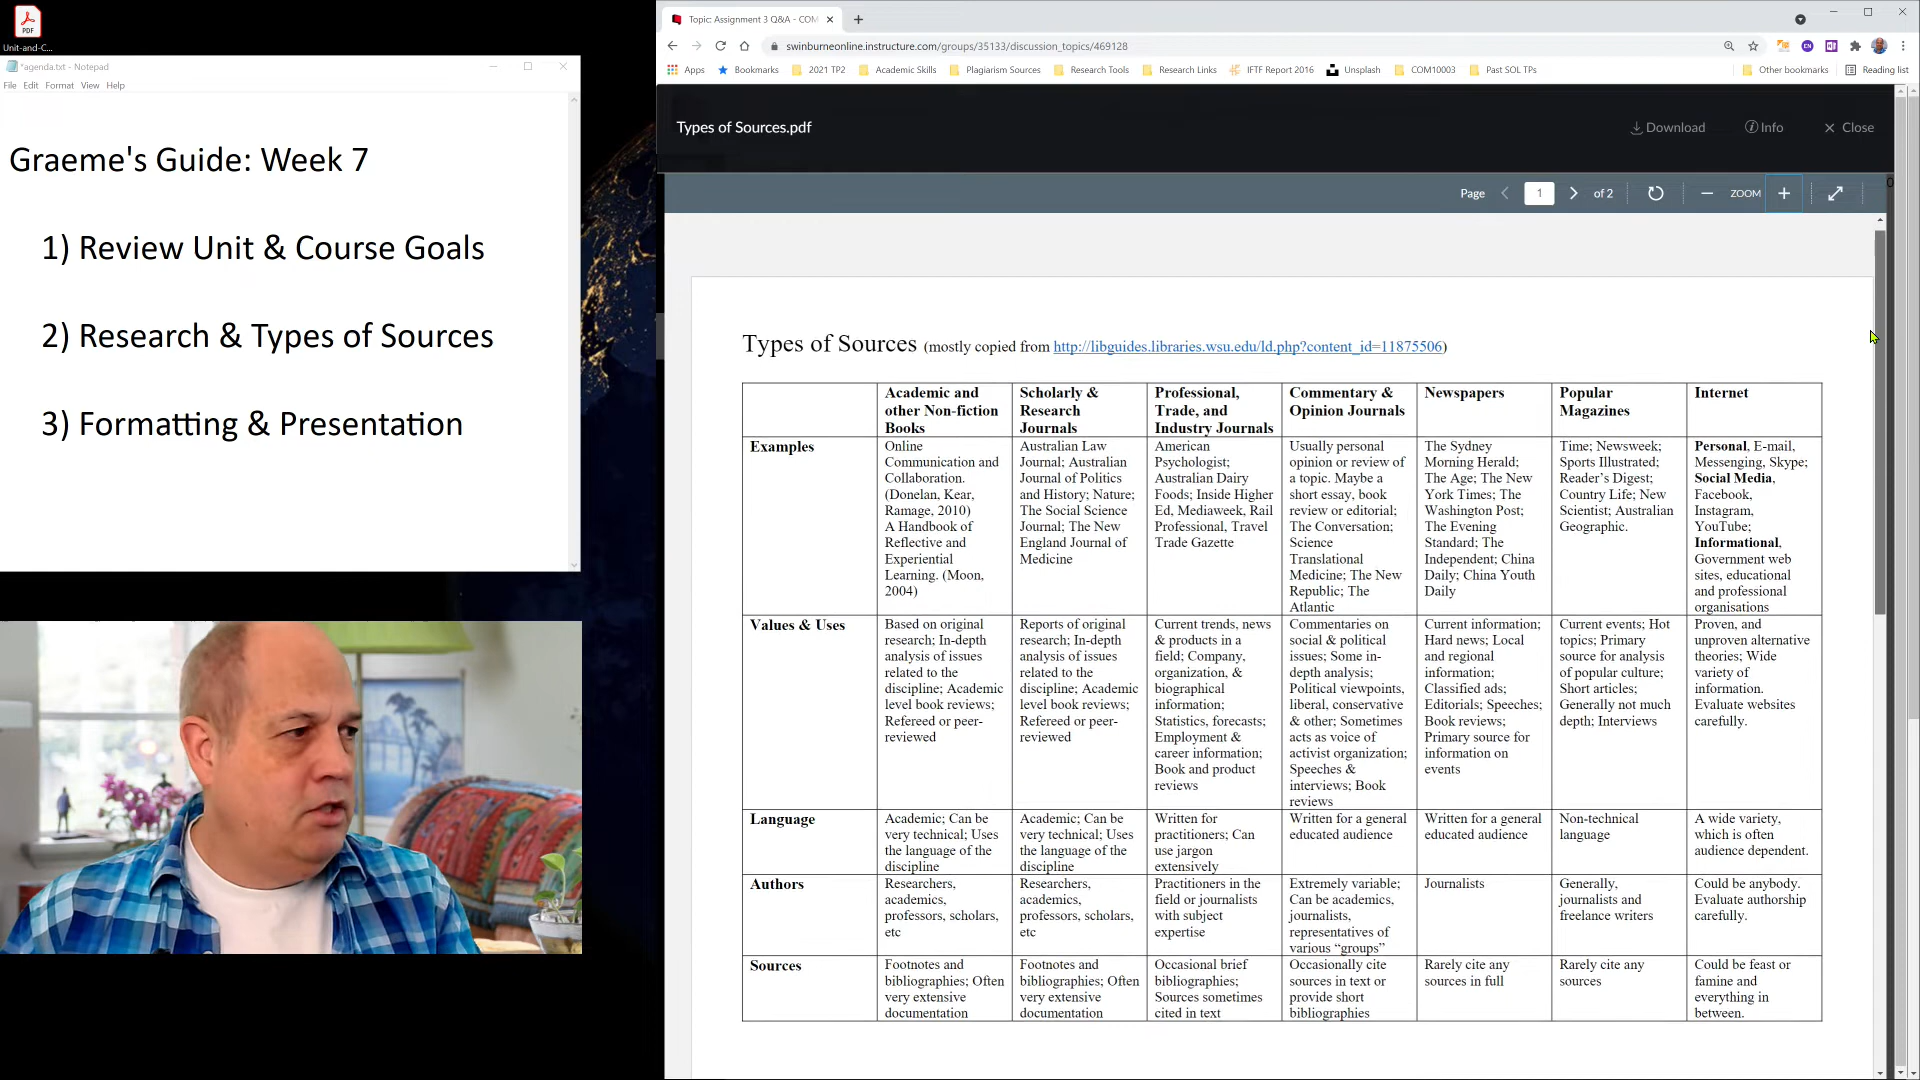 Unit-and-C...
*agenda.txt - Notepad
File Edit Format View Help
Graeme's Guide: Week 7
1) Review Unit & Course Goals
2) Research & Types of Sources
3) Formatting & Presentation
Topic: Assignment 3 Q&A - COM
swinburneonline.instructure.com/groups/35133/discussion_topics/469128
Apps Bookmarks 2021 TP2 Academic Skills Plagiarism Sources Research Tools Research Links IFTF Report 2016 Unsplash COM10003 Past SOL TPs Other bookmarks Reading list
Types of Sources.pdf Download Info Close
Page 1 of 2 ZOOM
Types of Sources (mostly copied from http://libguides.libraries.wsu.edu/ld.php?content_id=11875506)
Academic and
other Non-fiction
Books
Scholarly &
Research
Journals
Professional,
Trade, and
Industry Journals
Commentary &
Opinion Journals
Newspapers
Popular
Magazines
Internet
Examples
Online
Communication and
Collaboration.
(Donelan, Kear,
Ramage, 2010)
A Handbook of
Reflective and
Experiential
Learning. (Moon,
2004)
Australian Law
Journal; Australian
Journal of Politics
and History; Nature;
The Social Science
Journal; The New
England Journal of
Medicine
American
Psychologist;
Australian Dairy
Foods; Inside Higher
Ed, Mediaweek, Rail
Professional, Travel
Trade Gazette
Usually personal
opinion or review of
a topic. Maybe a
short essay, book
review or editorial;
The Conversation;
Science
Translational
Medicine; The New
Republic; The
Atlantic
The Sydney
Morning Herald;
The Age; The New
York Times; The
Washington Post;
The Evening
Standard; The
Independent; China
Daily; China Youth
Daily
Time; Newsweek;
Sports Illustrated;
Reader's Digest;
Country Life; New
Scientist; Australian
Geographic.
Personal, E-mail,
Messenging, Skype;
Social Media,
Facebook,
Instagram,
YouTube;
Informational,
Government web
sites, educational
and professional
organisations
Values & Uses
Based on original
research; In-depth
analysis of issues
related to the
discipline; Academic
level book reviews;
Refereed or peer-
reviewed
Reports of original
research; In-depth
analysis of issues
related to the
discipline; Academic
level book reviews;
Refereed or peer-
reviewed
Current trends, news
& products in a
field; Company,
organization, &
biographical
information;
Statistics, forecasts;
Employment &
career information;
Book and product
reviews
Commentaries on
social & political
issues; Some in-
depth analysis;
Political viewpoints,
liberal, conservative
& other; Sometimes
acts as voice of
activist organization;
Speeches &
interviews; Book
reviews
Current information;
Hard news; Local
and regional
information;
Classified ads;
Editorials; Speeches;
Book reviews;
Primary source for
information on
events
Current events; Hot
topics; Primary
source for analysis
of popular culture;
Short articles;
Generally not much
depth; Interviews
Proven, and
unproven alternative
theories; Wide
variety of
information.
Evaluate websites
carefully.
Language
Academic; Can be
very technical; Uses
the language of the
discipline
Academic; Can be
very technical; Uses
the language of the
discipline
Written for
practitioners; Can
use jargon
extensively
Written for a general
educated audience
Written for a general
educated audience
Non-technical
language
A wide variety,
which is often
audience dependent.
Authors
Researchers,
academics,
professors, scholars,
etc
Researchers,
academics,
professors, scholars,
etc
Practitioners in the
field or journalists
with subject
expertise
Extremely variable;
Can be academics,
journalists,
representatives of
various “groups”
Journalists
Generally,
journalists and
freelance writers
Could be anybody.
Evaluate authorship
carefully.
Sources
Footnotes and
bibliographies; Often
very extensive
documentation
Footnotes and
bibliographies; Often
very extensive
documentation
Occasional brief
bibliographies;
Sources sometimes
cited in text
Occasionally cite
sources in text or
provide short
bibliographies
Rarely cite any
sources in full
Rarely cite any
sources
Could be feast or
famine and
everything in
between.